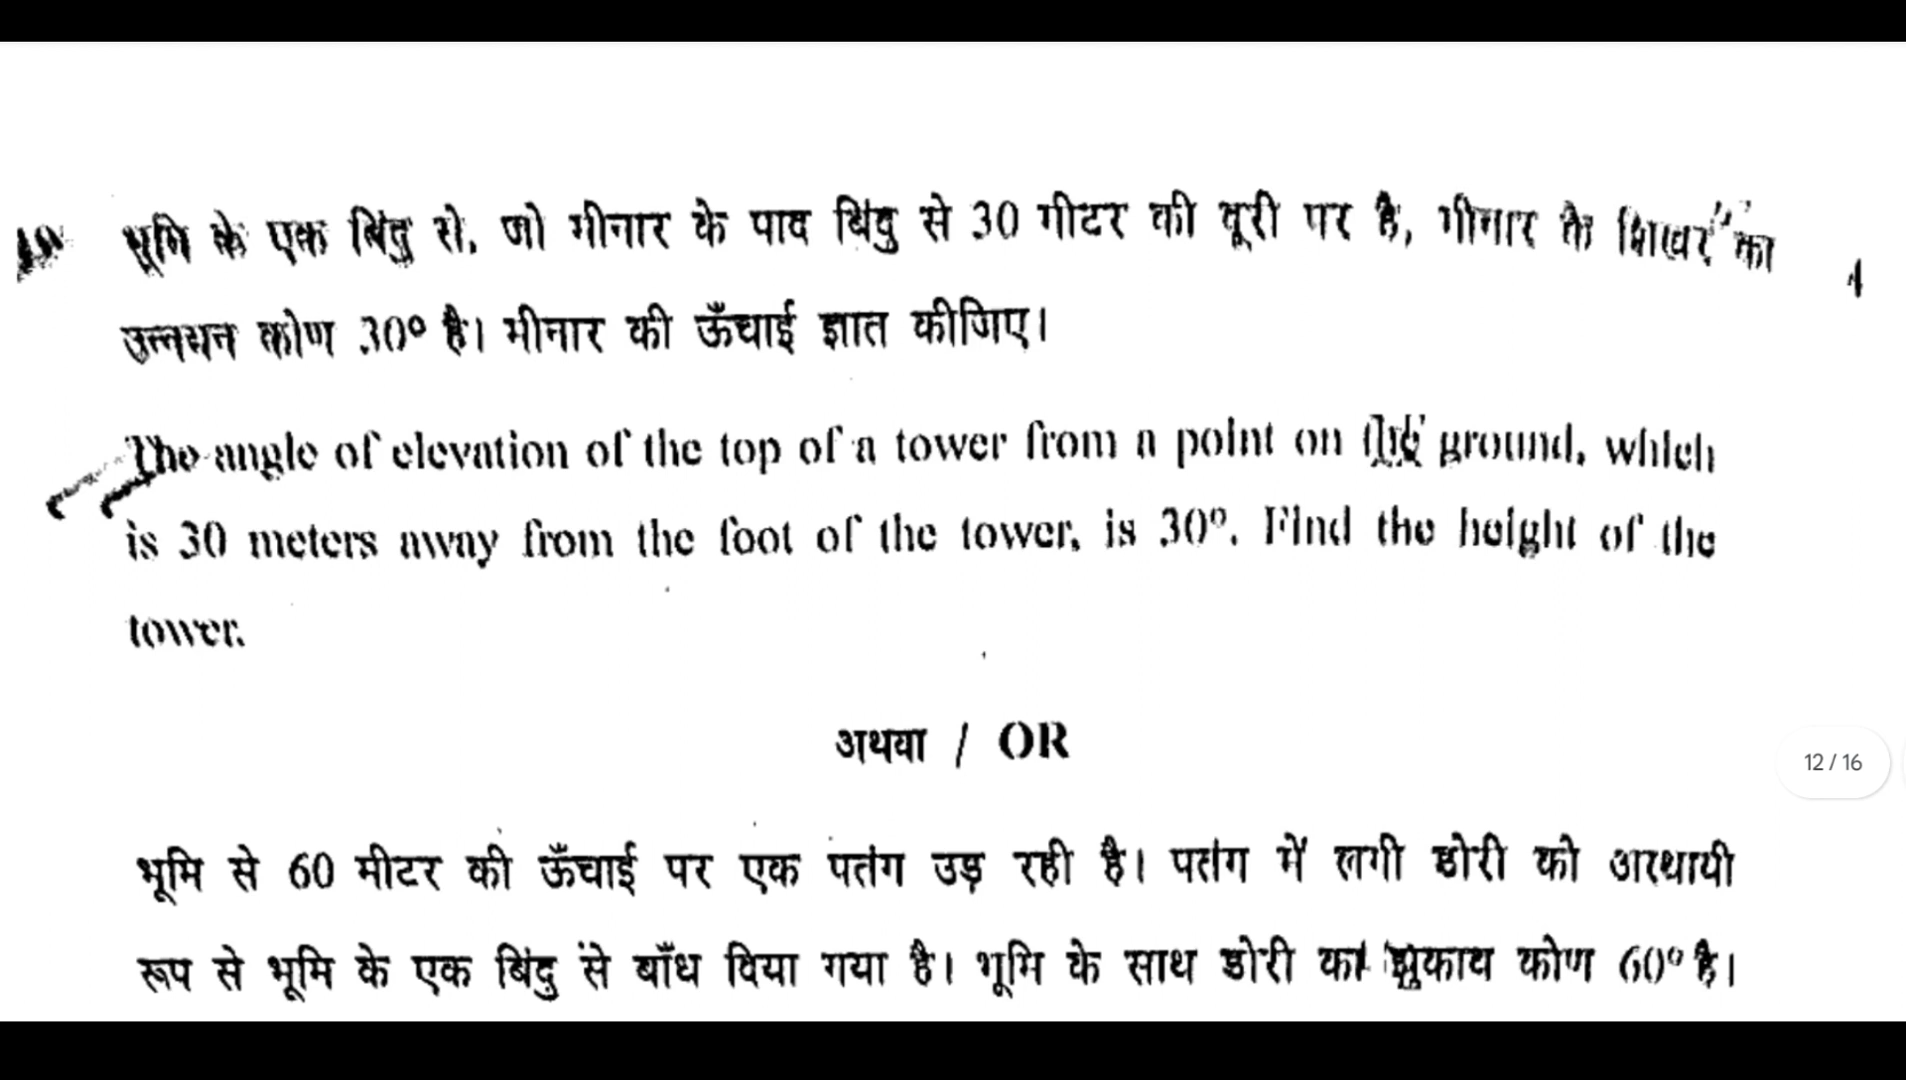 भूमि के एक बिंदु से, जो मीनार के पाद बिंदु से 30 मीटर की दूरी पर है, मीनार के शिखर का
4
उन्नयन कोण 30° है। मीनार की ऊँचाई ज्ञात कीजिए।
The angle of elevation of the top of a tower from a point on the ground, which
is 30 meters away from the foot of the tower, is 30°. Find the height of the
tower.
अथवा / OR
12 / 16
भूमि से 60 मीटर की ऊँचाई पर एक पतंग उड़ रही है। पतंग में लगी डोरी को अस्थायी
रूप से भूमि के एक बिंदु से बाँध दिया गया है। भूमि के साथ डोरी का झुकाव कोण 60° है।